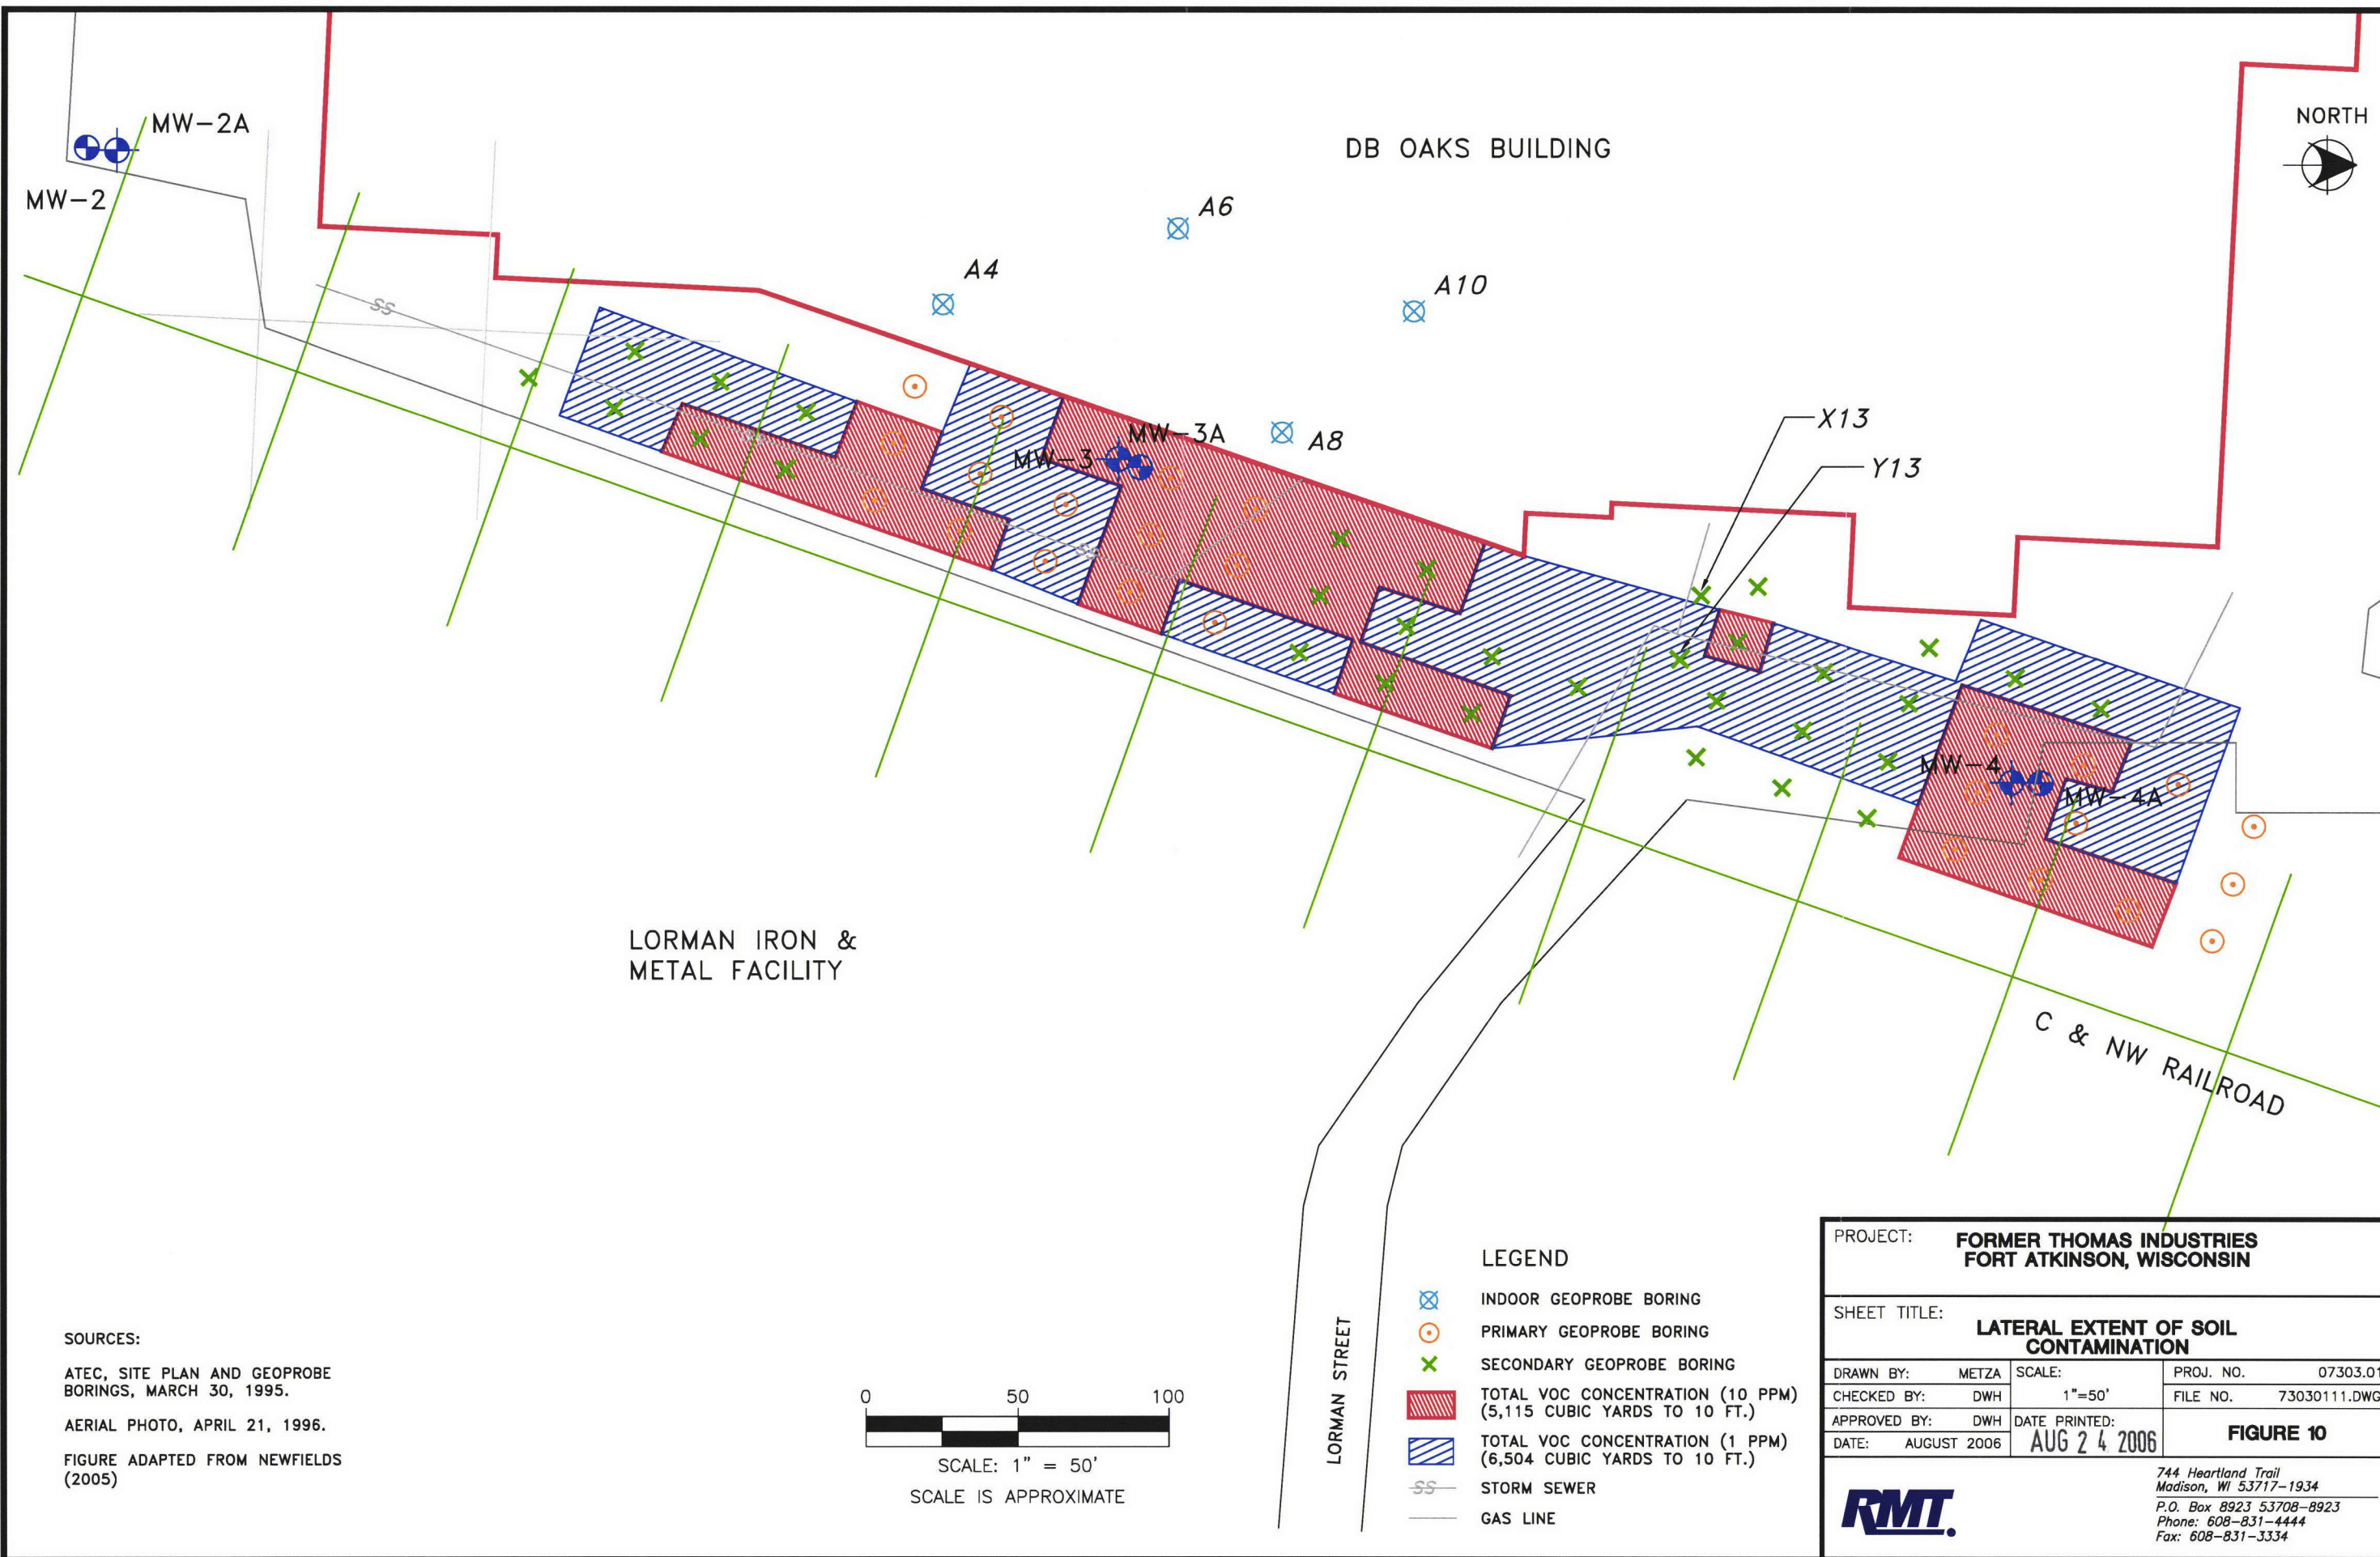 MW-2A
MW-2
DB OAKS BUILDING
NORTH
A6
A4
A10
A8
SS
SS
SS
MW-3A
MW-3
X13
Y13
MW-4
MW-4A
LORMAN IRON &
METAL FACILITY
C & NW RAILROAD
LORMAN STREET
SOURCES:
ATEC, SITE PLAN AND GEOPROBE
BORINGS, MARCH 30, 1995.
AERIAL PHOTO, APRIL 21, 1996.
FIGURE ADAPTED FROM NEWFIELDS
(2005)
0 50 100
SCALE: 1" = 50'
SCALE IS APPROXIMATE
LEGEND
INDOOR GEOPROBE BORING
PRIMARY GEOPROBE BORING
SECONDARY GEOPROBE BORING
TOTAL VOC CONCENTRATION (10 PPM)
(5,115 CUBIC YARDS TO 10 FT.)
TOTAL VOC CONCENTRATION (1 PPM)
(6,504 CUBIC YARDS TO 10 FT.)
SS STORM SEWER
GAS LINE
PROJECT: FORMER THOMAS INDUSTRIES
FORT ATKINSON, WISCONSIN
SHEET TITLE:
LATERAL EXTENT OF SOIL
CONTAMINATION
DRAWN BY: METZA SCALE: PROJ. NO. 07303.01
CHECKED BY: DWH 1"=50' FILE NO. 73030111.DWG
APPROVED BY: DWH DATE PRINTED:
DATE: AUGUST 2006 AUG 2 4 2006 FIGURE 10
RMT.
744 Heartland Trail
Madison, WI 53717-1934
P.O. Box 8923 53708-8923
Phone: 608-831-4444
Fax: 608-831-3334